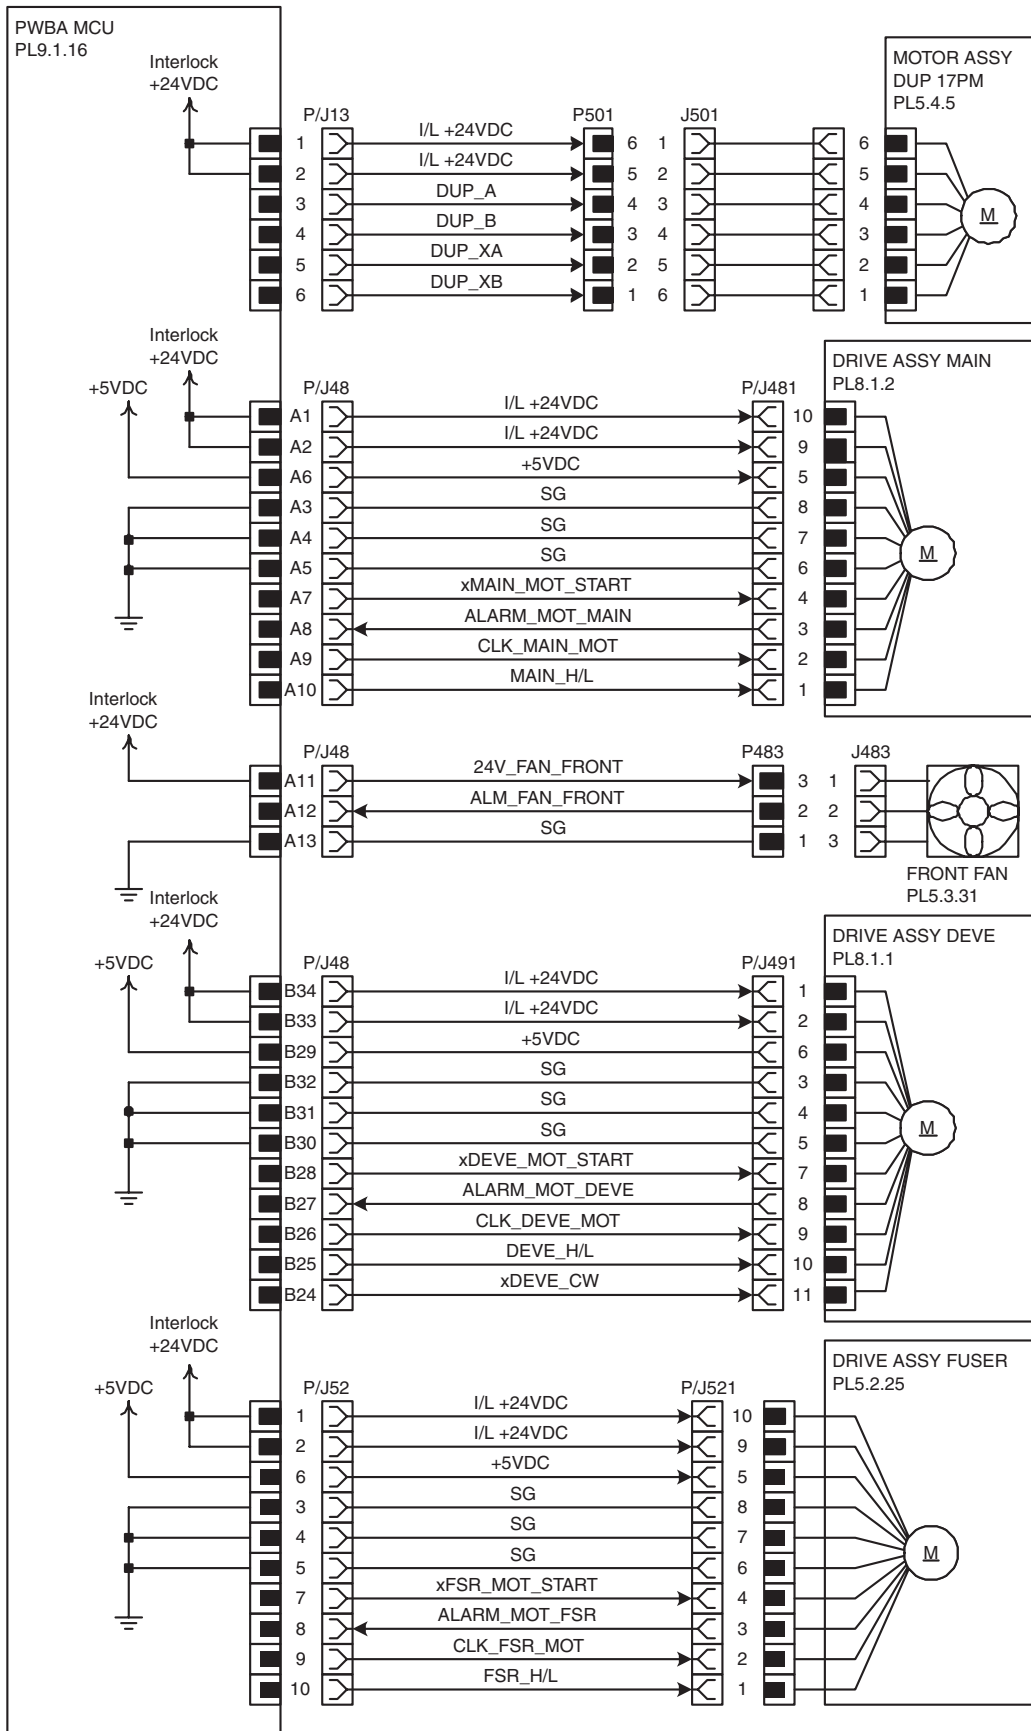 PWBA MCU
PL9.1.16
Interlock
+24VDC
MOTOR ASSY
DUP 17PM
PL5.4.5
P/J13 P501 J501
1 I/L +24VDC 6 1 6
2 I/L +24VDC 5 2 5
3 DUP_A 4 3 4
4 DUP_B 3 4 3
5 DUP_XA 2 5 2
6 DUP_XB 1 6 1
M
Interlock
+24VDC
+5VDC
DRIVE ASSY MAIN
PL8.1.2
P/J48 P/J481
A1 I/L +24VDC 10
A2 I/L +24VDC 9
A6 +5VDC 5
A3 SG 8
A4 SG 7
A5 SG 6
A7 xMAIN_MOT_START 4
A8 ALARM_MOT_MAIN 3
A9 CLK_MAIN_MOT 2
A10 MAIN_H/L 1
M
Interlock
+24VDC
P/J48 P483 J483
A11 24V_FAN_FRONT 3 1
A12 ALM_FAN_FRONT 2 2
A13 SG 1 3
FRONT FAN
PL5.3.31
Interlock
+24VDC
+5VDC
DRIVE ASSY DEVE
PL8.1.1
P/J48 P/J491
B34 I/L +24VDC 1
B33 I/L +24VDC 2
B29 +5VDC 6
B32 SG 3
B31 SG 4
B30 SG 5
B28 xDEVE_MOT_START 7
B27 ALARM_MOT_DEVE 8
B26 CLK_DEVE_MOT 9
B25 DEVE_H/L 10
B24 xDEVE_CW 11
M
Interlock
+24VDC
+5VDC
DRIVE ASSY FUSER
PL5.2.25
P/J52 P/J521
1 I/L +24VDC 10
2 I/L +24VDC 9
6 +5VDC 5
3 SG 8
4 SG 7
5 SG 6
7 xFSR_MOT_START 4
8 ALARM_MOT_FSR 3
9 CLK_FSR_MOT 2
10 FSR_H/L 1
M